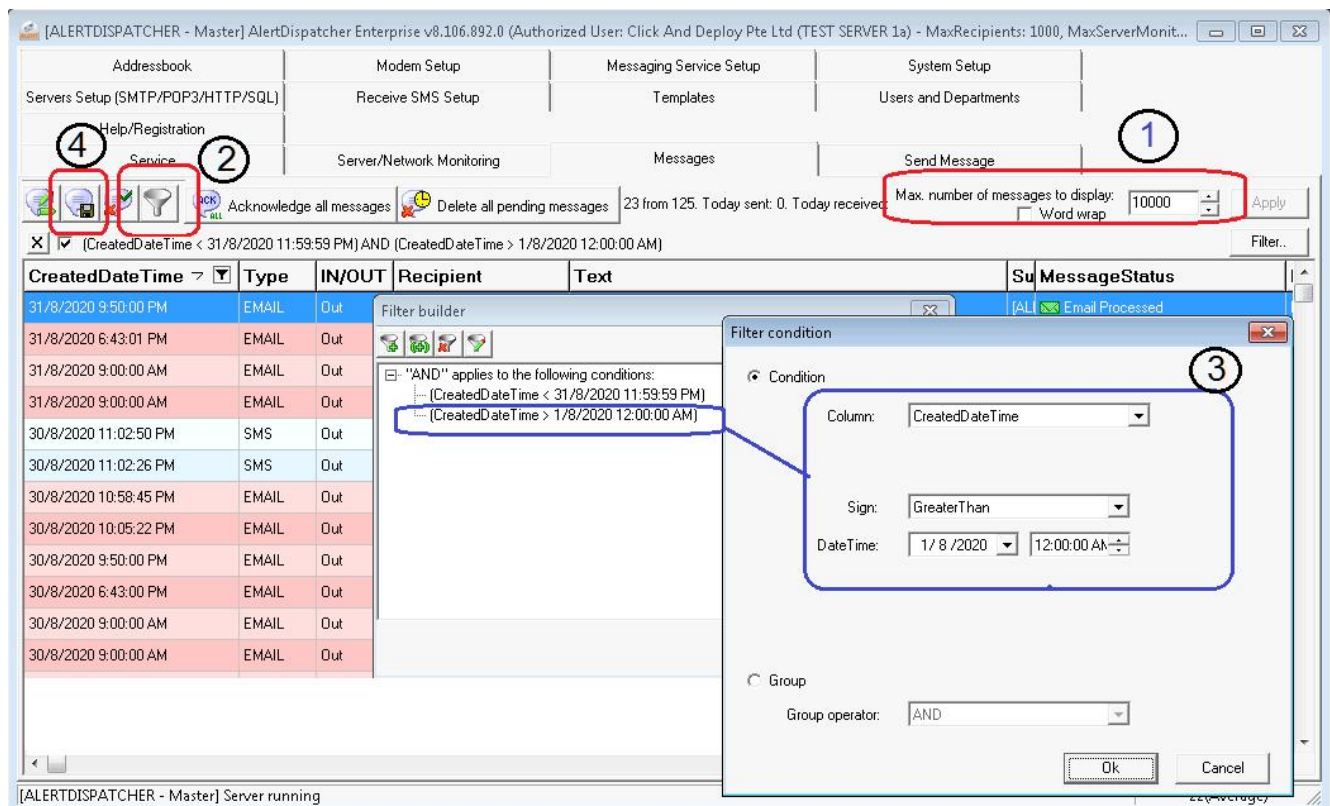 [ALERTDISPATCHER - Master] AlertDispatcher Enterprise v8.106.892.0 (Authorized User: Click And Deploy Pte Ltd (TEST SERVER 1a) - MaxRecipients: 1000, MaxServerMonit...
Addressbook Modem Setup Messaging Service Setup System Setup
Servers Setup (SMTP/POP3/HTTP/SQL) Receive SMS Setup Templates Users and Departments
Help/Registration
1
4
Service Server/Network Monitoring Messages Send Message
2
ACK ALL Acknowledge all messages Delete all pending messages 23 from 125. Today sent: 0. Today received: Max. number of messages to display: 10000 Apply
Word wrap
X (CreatedDateTime < 31/8/2020 11:59:59 PM) AND (CreatedDateTime > 1/8/2020 12:00:00 AM) Filter..
CreatedDateTime Type IN/OUT Recipient Text Su MessageStatus
31/8/2020 9:50:00 PM EMAIL Out [ALI Email Processed
31/8/2020 6:43:01 PM EMAIL Out
31/8/2020 9:00:00 AM EMAIL Out
31/8/2020 9:00:00 AM EMAIL Out
30/8/2020 11:02:50 PM SMS Out
30/8/2020 11:02:26 PM SMS Out
30/8/2020 10:58:45 PM EMAIL Out
30/8/2020 10:05:22 PM EMAIL Out
30/8/2020 9:50:00 PM EMAIL Out
30/8/2020 6:43:00 PM EMAIL Out
30/8/2020 9:00:00 AM EMAIL Out
30/8/2020 9:00:00 AM EMAIL Out
Filter builder
"AND" applies to the following conditions:
(CreatedDateTime < 31/8/2020 11:59:59 PM)
(CreatedDateTime > 1/8/2020 12:00:00 AM)
Filter condition
3
Condition
Column: CreatedDateTime
Sign: GreaterThan
DateTime: 1/ 8 /2020 12:00:00 AM
Group
Group operator: AND
Ok Cancel
[ALERTDISPATCHER - Master] Server running